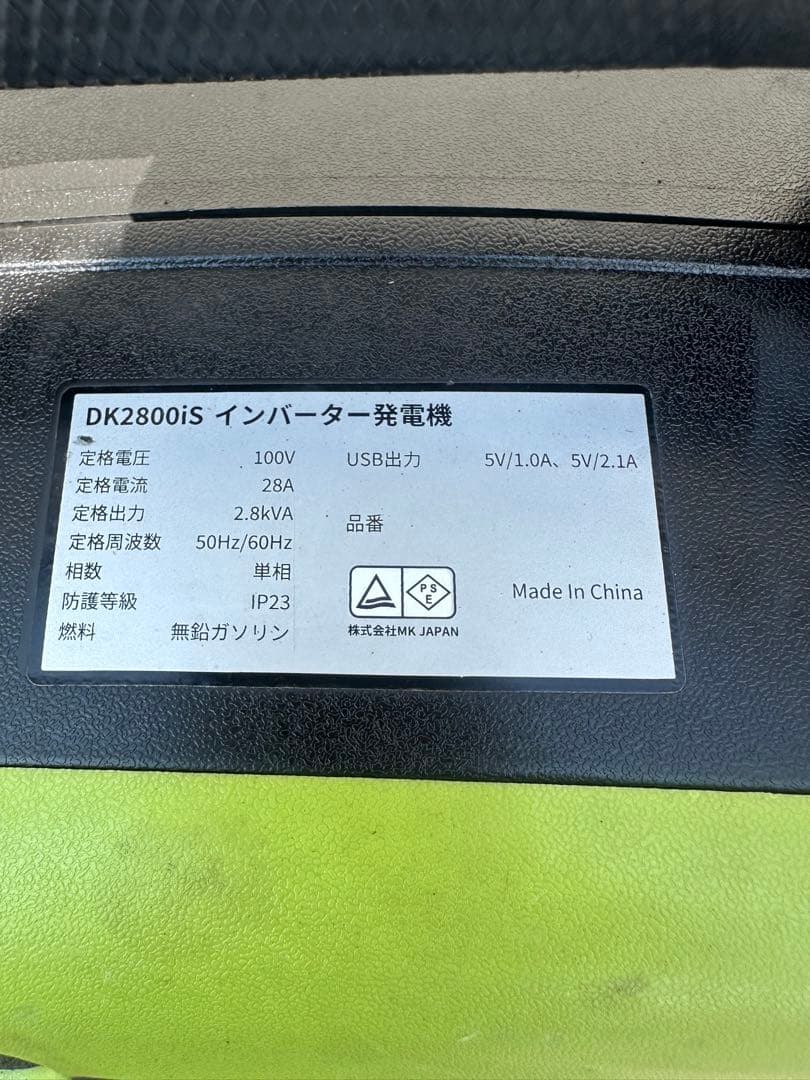 DK2800iS インバーター発電機
定格電圧 100V
定格電流 28A
定格出力 2.8kVA
定格周波数 50Hz/60Hz
相数 単相
防護等級 IP23
燃料 無鉛ガソリン
USB出力 5V/1.0A、5V/2.1A
品番
PS
E
株式会社MK JAPAN
Made In China